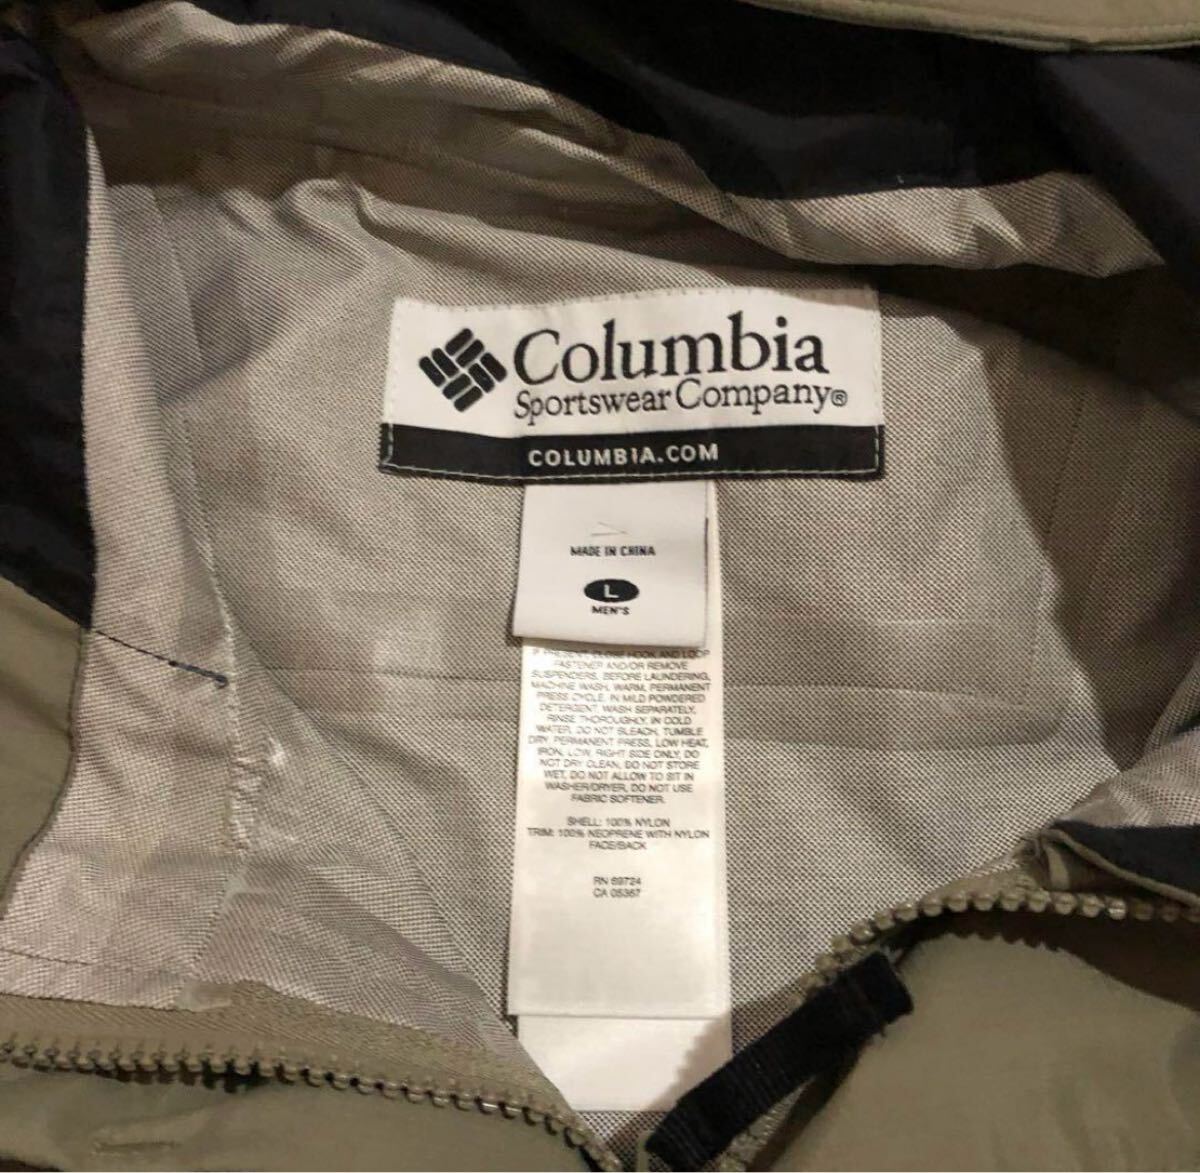 Columbia
Sportswear Company®
COLUMBIA.COM
MADE IN CHINA
L
MEN'S
IF PRESENT, CLOSE HOOK AND LOOP
FASTENER AND/OR REMOVE
SUSPENDERS, BEFORE LAUNDERING,
MACHINE WASH, WARM, PERMANENT
PRESS CYCLE, IN MILD POWDERED
DETERGENT, WASH SEPARATELY,
RINSE THOROUGHLY, IN COLD
WATER, DO NOT BLEACH, TUMBLE
DRY, PERMANENT PRESS, LOW HEAT,
IRON, LOW, RIGHT SIDE ONLY, DO
NOT DRY CLEAN, DO NOT STORE
WET, DO NOT ALLOW TO SIT IN
WASHER/DRYER, DO NOT USE
FABRIC SOFTENER.
SHELL: 100% NYLON
TRIM: 100% NEOPRENE WITH NYLON
FACE/BACK
RN 69724
CA 05367